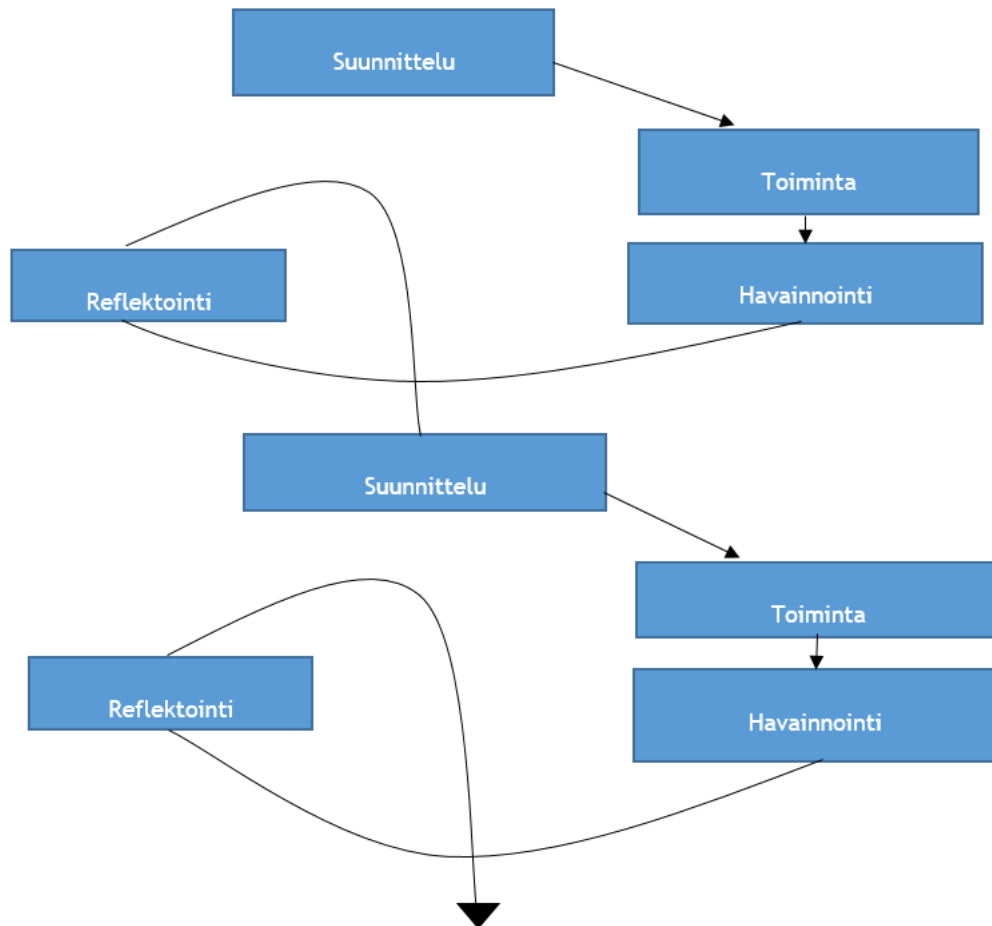 Suunnittelu
Toiminta
Havainnointi
Reflektointi
Suunnittelu
Toiminta
Havainnointi
Reflektointi